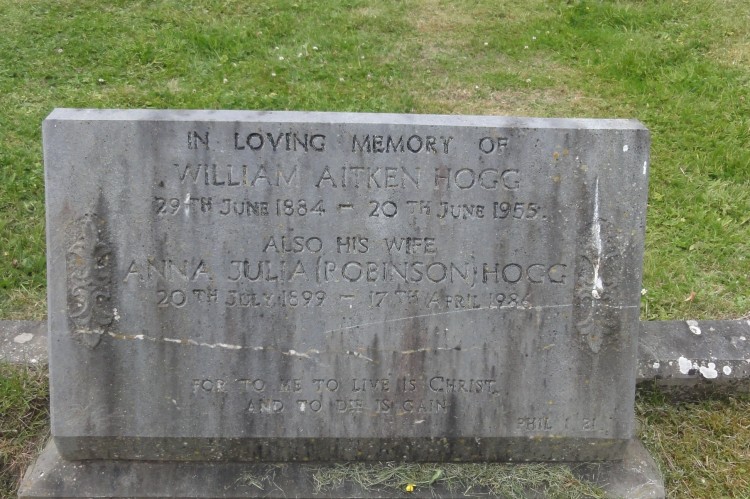 IN LOVING MEMORY OF
WILLIAM AITKEN HOGG
29TH JUNE 1884 – 20TH JUNE 1955
ALSO HIS WIFE
ANNA JULIA (ROBINSON) HOGG
20TH JULY 1899 – 17TH APRIL 1986
FOR TO ME TO LIVE IS CHRIST,
AND TO DIE IS GAIN
PHIL 1 21